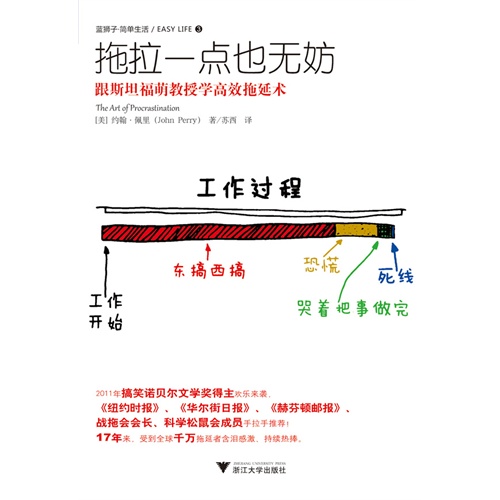 蓝狮子·简单生活 / EASY LIFE ③
拖拉一点也无妨
跟斯坦福萌教授学高效拖延术
The Art of Procrastination
[美] 约翰·佩里 (John Perry) 著/苏西 译
工作过程
东搞西搞
恐慌
死线
哭着把事做完
工作
开始
2011年搞笑诺贝尔文学奖得主欢乐来袭,
《纽约时报》、《华尔街日报》、《赫芬顿邮报》、
战拖会会长、科学松鼠会成员手拉手推荐!
17年来, 受到全球千万拖延者含泪感激, 持续热捧。
ZHEJIANG UNIVERSITY PRESS
浙江大学出版社